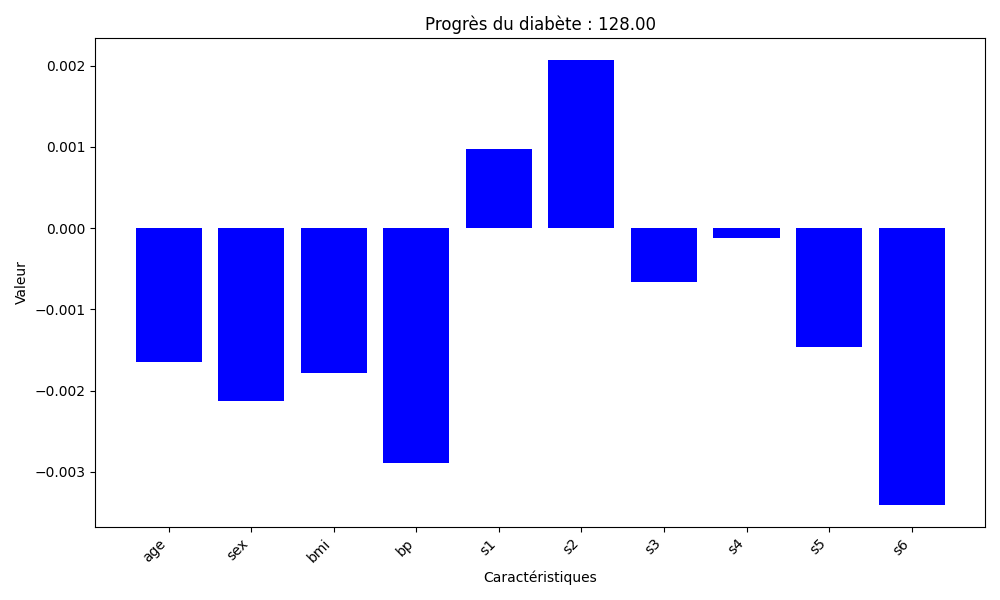 Progrès du diabète : 128.00
0.002
0.001
0.000
−0.001
−0.002
−0.003
Valeur
age sex bmi bp s1 s2 s3 s4 s5 s6
Caractéristiques